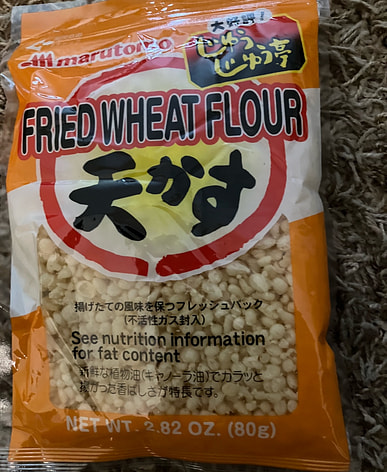 marutomo
大好評
じゅう
じゅう亭
FRIED WHEAT FLOUR
天かす
揚げたての風味を保つフレッシュパック
(不活性ガス封入)
See nutrition information
for fat content
新鮮な植物油(キャノーラ油)でカラッと
揚がった香ばしさが特長です。
NET WT. 2.82 OZ. (80g)